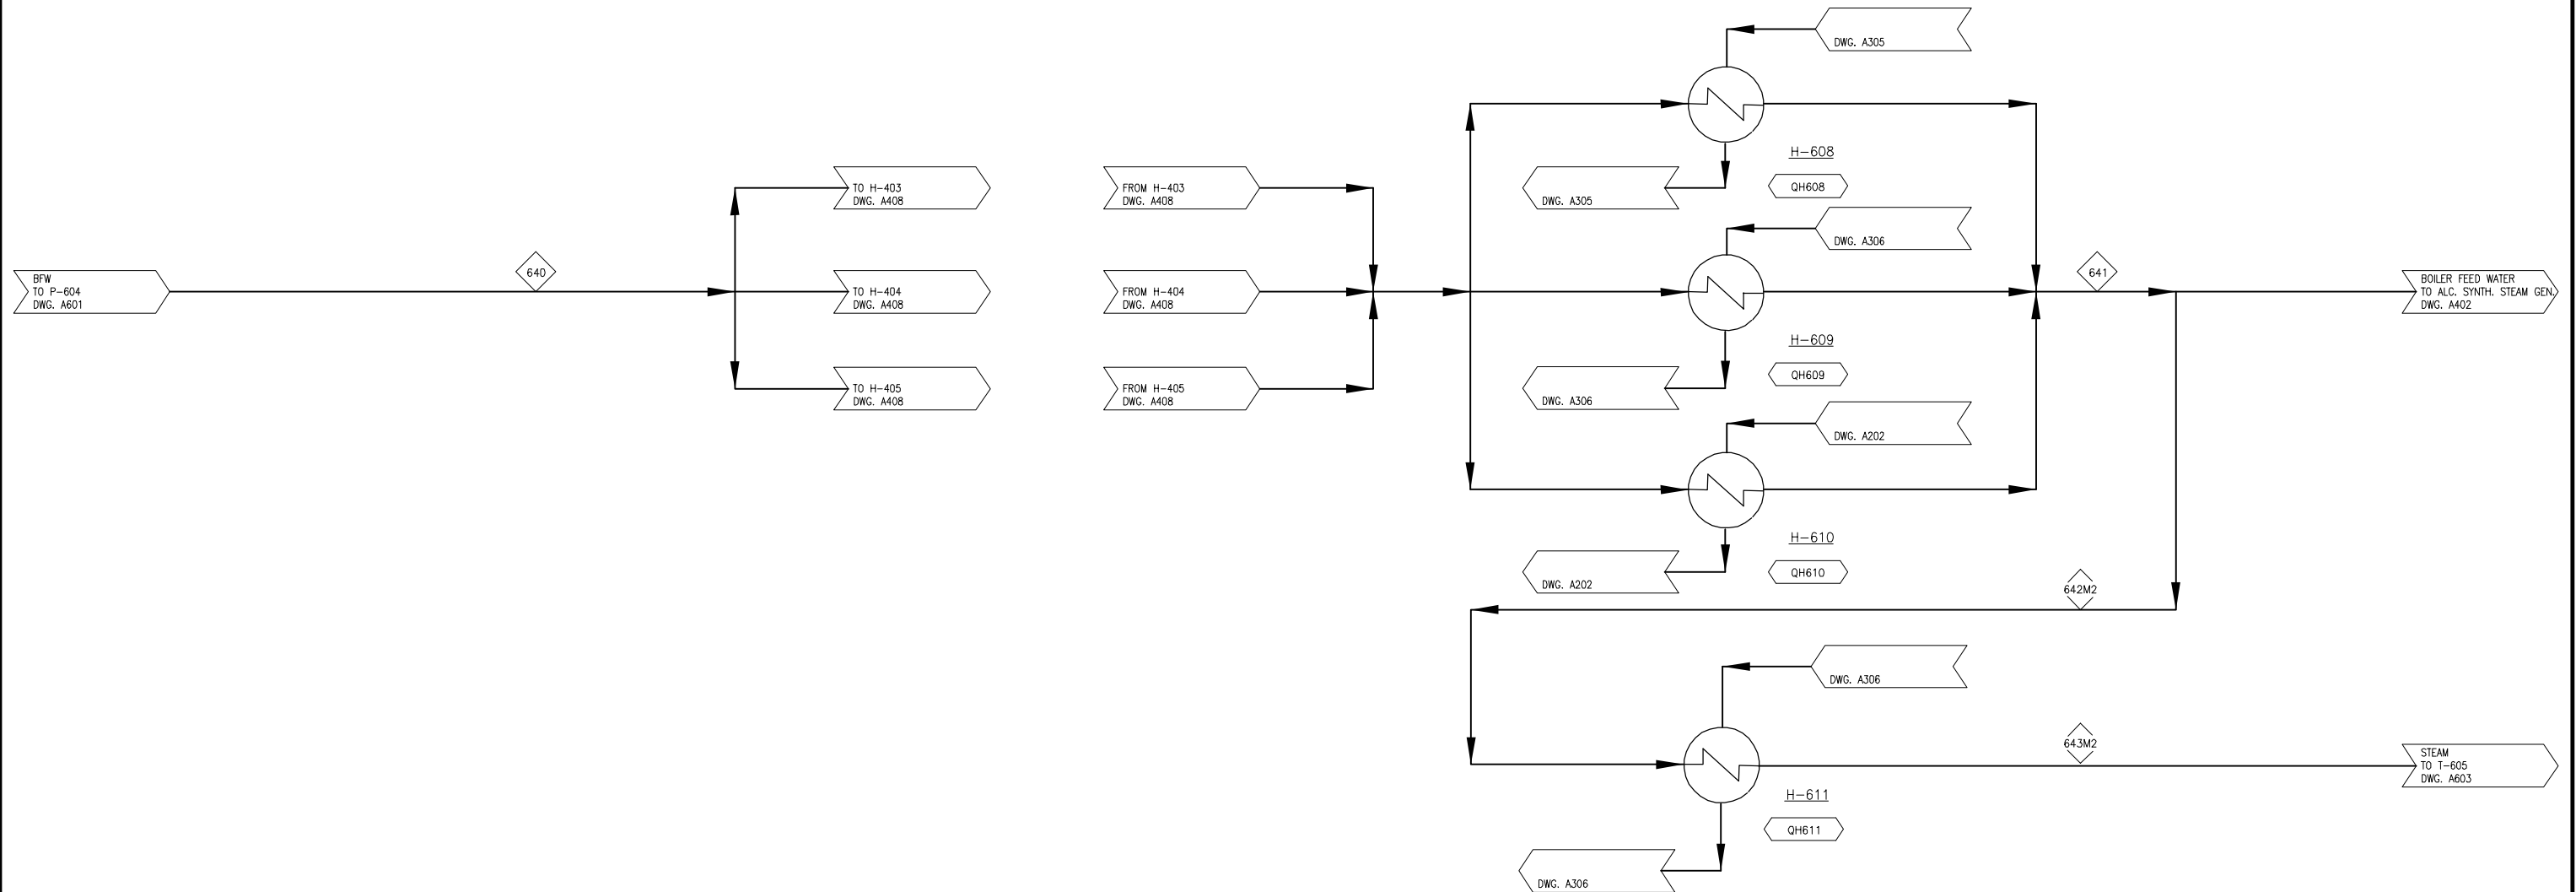 DWG. A305
H-608
TO H-403
DWG. A408
FROM H-403
DWG. A408
DWG. A305
QH608
DWG. A306
640
641
BFW
TO P-604
DWG. A601
TO H-404
DWG. A408
FROM H-404
DWG. A408
BOILER FEED WATER
TO ALC. SYNTH. STEAM GEN.
DWG. A402
H-609
TO H-405
DWG. A408
FROM H-405
DWG. A408
DWG. A306
QH609
DWG. A202
H-610
DWG. A202
QH610
642M2
DWG. A306
643M2
STEAM
TO T-605
DWG. A603
H-611
QH611
DWG. A306